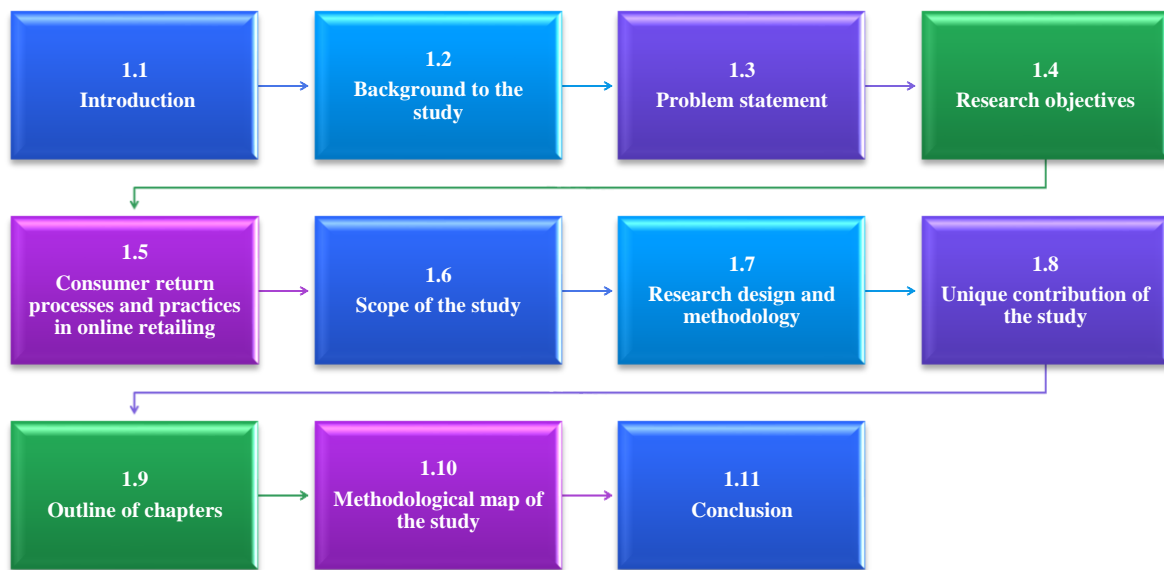 1.1
Introduction
1.2
Background to the
study
1.3
Problem statement
1.4
Research objectives
1.5
Consumer return
processes and practices
in online retailing
1.6
Scope of the study
1.7
Research design and
methodology
1.8
Unique contribution of
the study
1.9
Outline of chapters
1.10
Methodological map of
the study
1.11
Conclusion